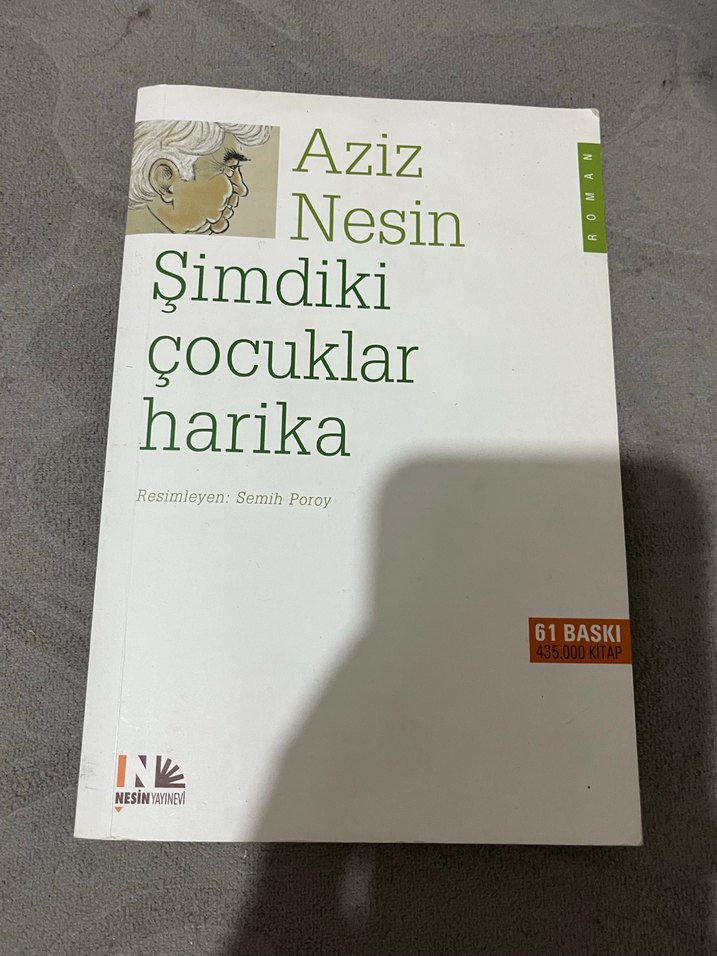 Aziz
Nesin
ROMAN
Şimdiki
çocuklar
harika
Resimleyen: Semih Poroy
61 BASKI
435.000 KİTAP
N
NESİN YAYINEVİ